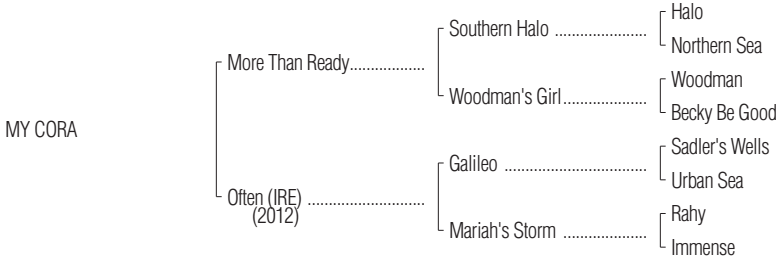 Halo
Southern Halo ......................
Northern Sea
More Than Ready..................
Woodman
Woodman's Girl....................
Becky Be Good
MY CORA
Sadler's Wells
Galileo ..................................
Urban Sea
Often (IRE) ............................
(2012)
Rahy
Mariah's Storm ....................
Immense